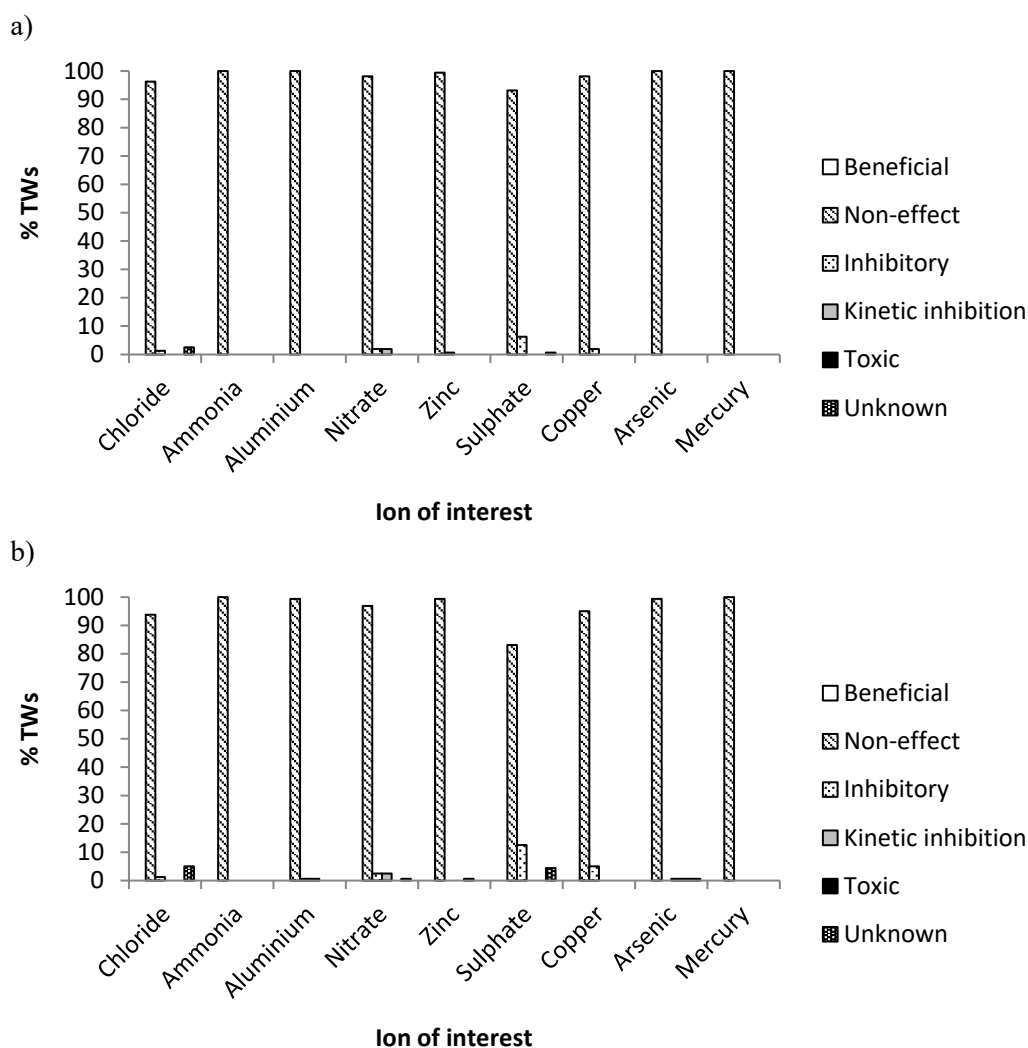 a)
100
90
80
70
60
50
40
30
20
10
0
% TWs
Chloride
Ammonia
Aluminium
Nitrate
Zinc
Sulphate
Copper
Arsenic
Mercury
Ion of interest
Beneficial
Non-effect
Inhibitory
Kinetic inhibition
Toxic
Unknown
b)
100
90
80
70
60
50
40
30
20
10
0
% TWs
Chloride
Ammonia
Aluminium
Nitrate
Zinc
Sulphate
Copper
Arsenic
Mercury
Ion of interest
Beneficial
Non-effect
Inhibitory
Kinetic inhibition
Toxic
Unknown